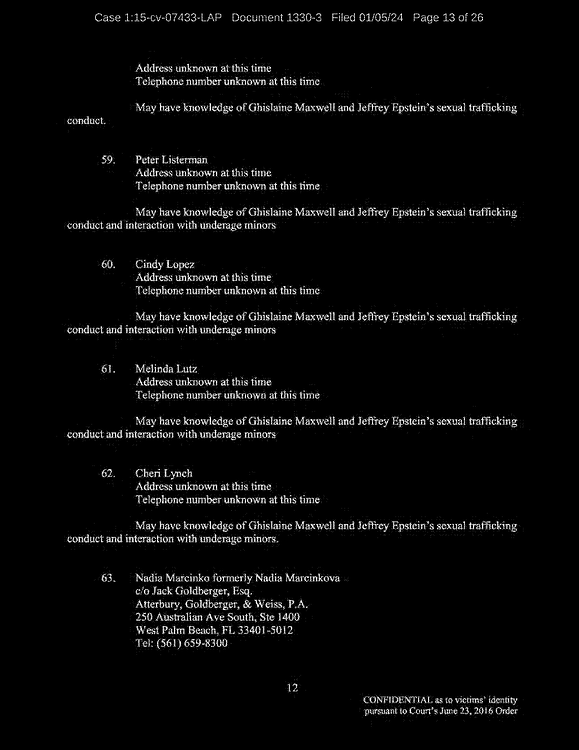 Case 1:15-cv-07433-LAP Document 1330-3 Filed 01/05/24 Page 13 of 26
Address unknown at this time
Telephone number unknown at this time
May have knowledge of Ghislaine Maxwell and Jeffrey Epstein's sexual trafficking
conduct.
59. Peter Listerman
Address unknown at this time
Telephone number unknown at this time
May have knowledge of Ghislaine Maxwell and Jeffrey Epstein's sexual trafficking
conduct and interaction with underage minors
60. Cindy Lopez
Address unknown at this time
Telephone number unknown at this time
May have knowledge of Ghislaine Maxwell and Jeffrey Epstein's sexual trafficking
conduct and interaction with underage minors
61. Melinda Lutz
Address unknown at this time
Telephone number unknown at this time
May have knowledge of Ghislaine Maxwell and Jeffrey Epstein's sexual trafficking
conduct and interaction with underage minors
62. Cheri Lynch
Address unknown at this time
Telephone number unknown at this time
May have knowledge of Ghislaine Maxwell and Jeffrey Epstein's sexual trafficking
conduct and interaction with underage minors.
63. Nadia Marcinko formerly Nadia Marcinkova
c/o Jack Goldberger, Esq.
Atterbury, Goldberger, & Weiss, P.A.
250 Australian Ave South, Ste 1400
West Palm Beach, FL 33401-5012
Tel: (561) 659-8300
12
CONFIDENTIAL as to victims' identity
pursuant to Court's June 23, 2016 Order